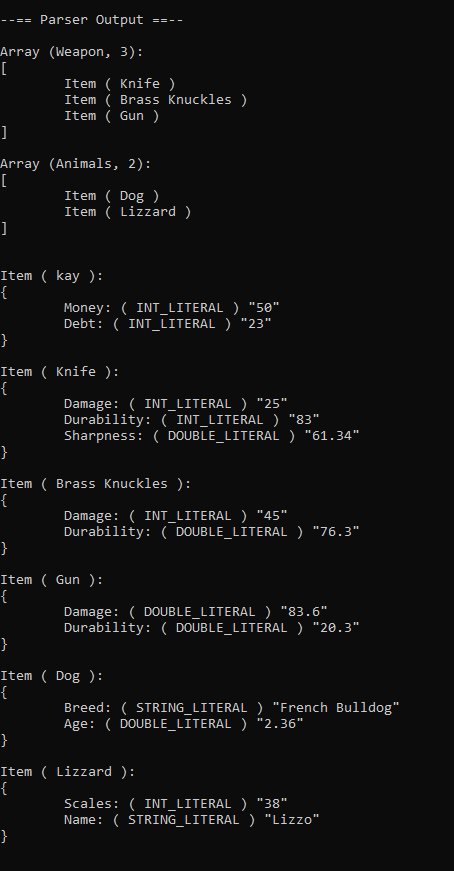 --== Parser Output ==--
Array (Weapon, 3):
[
Item ( Knife )
Item ( Brass Knuckles )
Item ( Gun )
]
Array (Animals, 2):
[
Item ( Dog )
Item ( Lizzard )
]
Item ( kay ):
{
Money: ( INT_LITERAL ) "50"
Debt: ( INT_LITERAL ) "23"
}
Item ( Knife ):
{
Damage: ( INT_LITERAL ) "25"
Durability: ( INT_LITERAL ) "83"
Sharpness: ( DOUBLE_LITERAL ) "61.34"
}
Item ( Brass Knuckles ):
{
Damage: ( INT_LITERAL ) "45"
Durability: ( DOUBLE_LITERAL ) "76.3"
}
Item ( Gun ):
{
Damage: ( DOUBLE_LITERAL ) "83.6"
Durability: ( DOUBLE_LITERAL ) "20.3"
}
Item ( Dog ):
{
Breed: ( STRING_LITERAL ) "French Bulldog"
Age: ( DOUBLE_LITERAL ) "2.36"
}
Item ( Lizzard ):
{
Scales: ( INT_LITERAL ) "38"
Name: ( STRING_LITERAL ) "Lizzo"
}